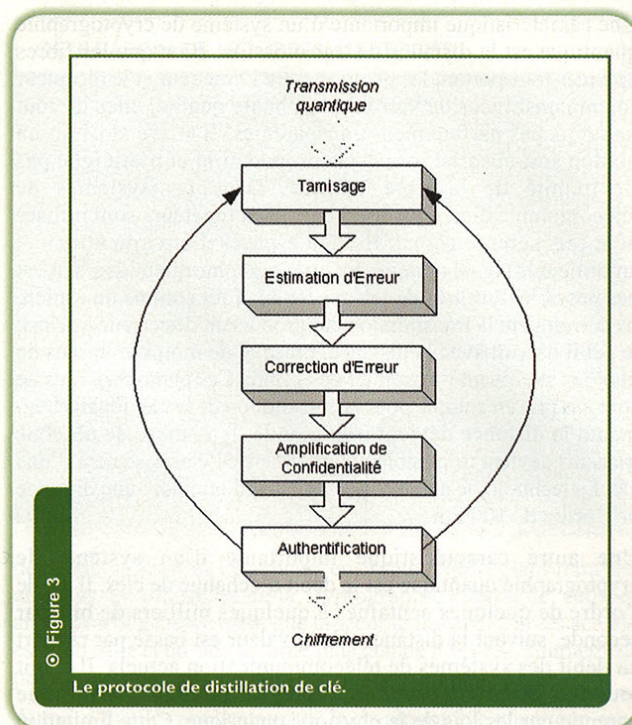 Transmission
quantique
Tamisage
Estimation d'Erreur
Correction d'Erreur
Amplification de
Confidentialité
Authentification
Chiffrement
Figure 3
Le protocole de distillation de clé.